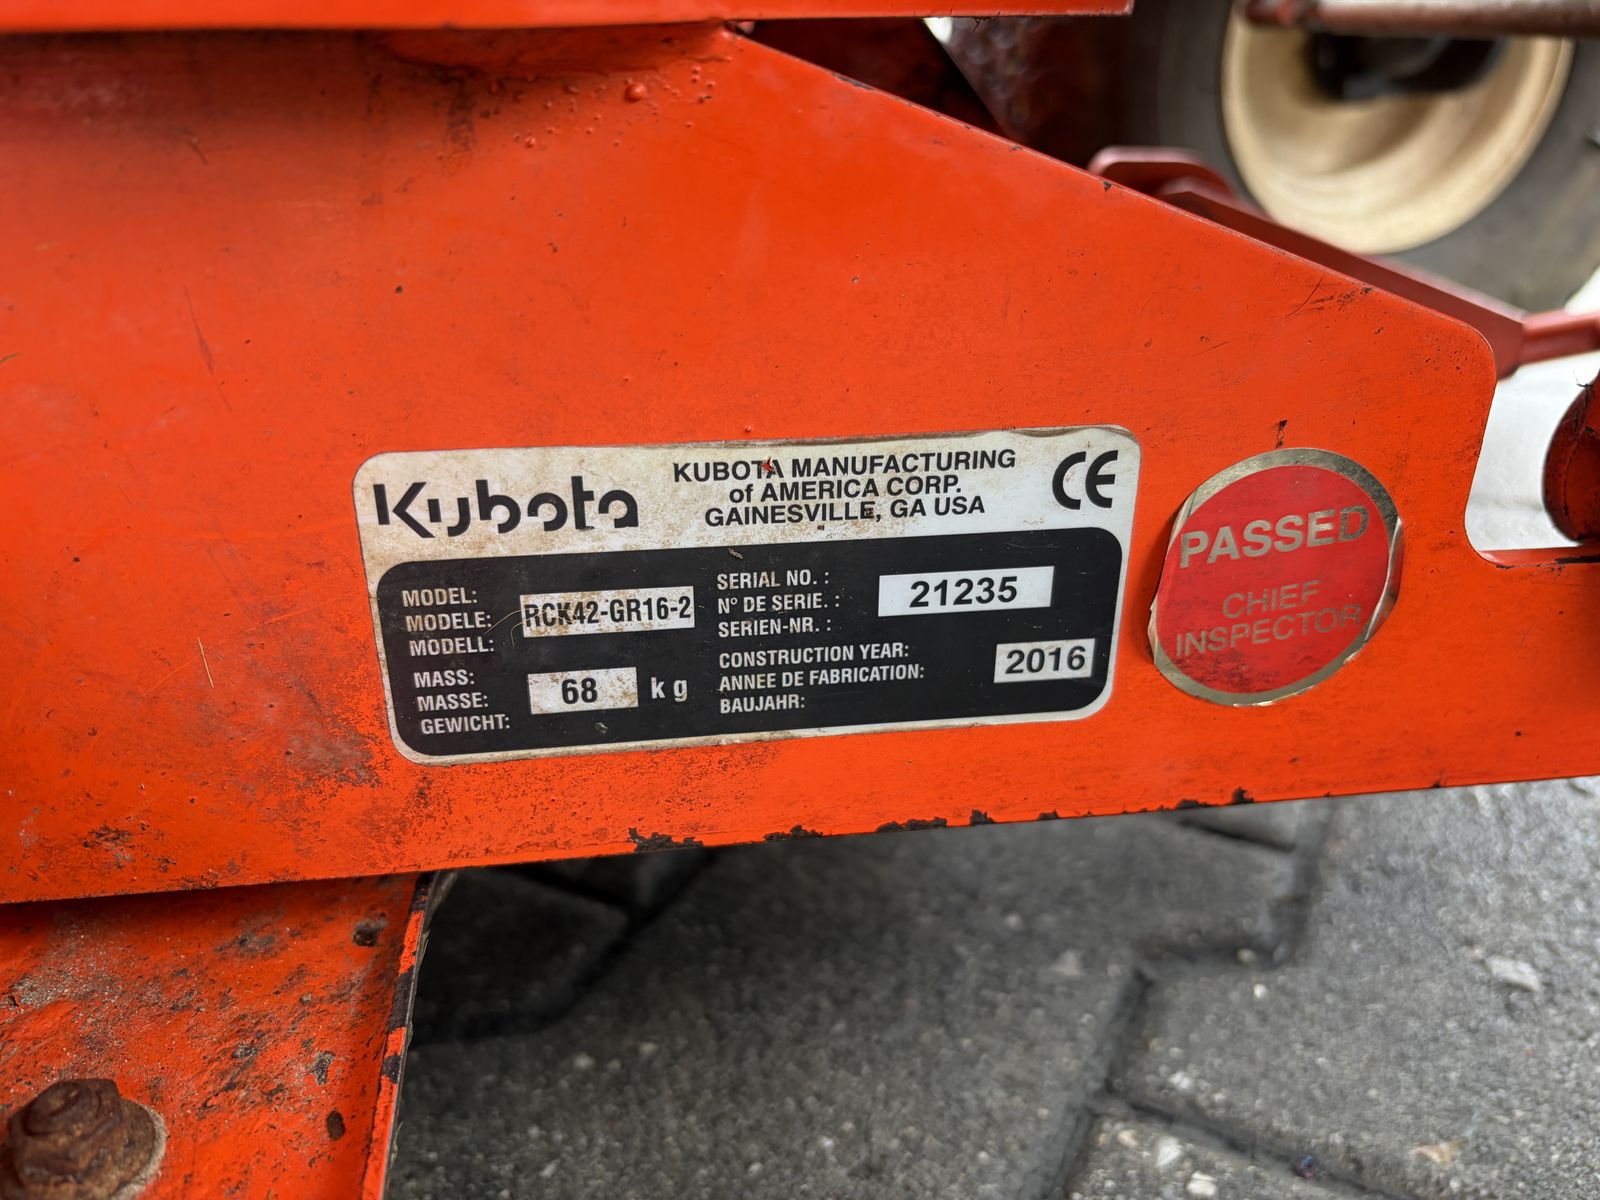 Kubota
KUBOTA MANUFACTURING
of AMERICA CORP.
GAINESVILLE, GA USA
CE
MODEL:
MODELE:
MODELL:
RCK42-GR16-2
MASS:
MASSE:
GEWICHT:
68 kg
SERIAL NO. :
N° DE SERIE. :
SERIEN-NR. :
21235
CONSTRUCTION YEAR:
ANNEE DE FABRICATION:
BAUJAHR:
2016
PASSED
CHIEF
INSPECTOR